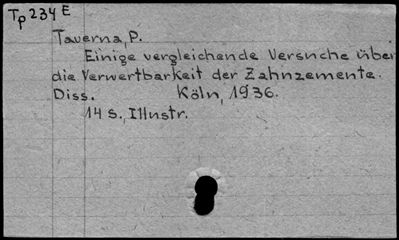 Tp 234 E
Taverna, P.
Einige vergleichende Versuche über
die Verwertbarkeit der Zahnzemente.
Diss. Köln, 1936.
14 S., Illustr.